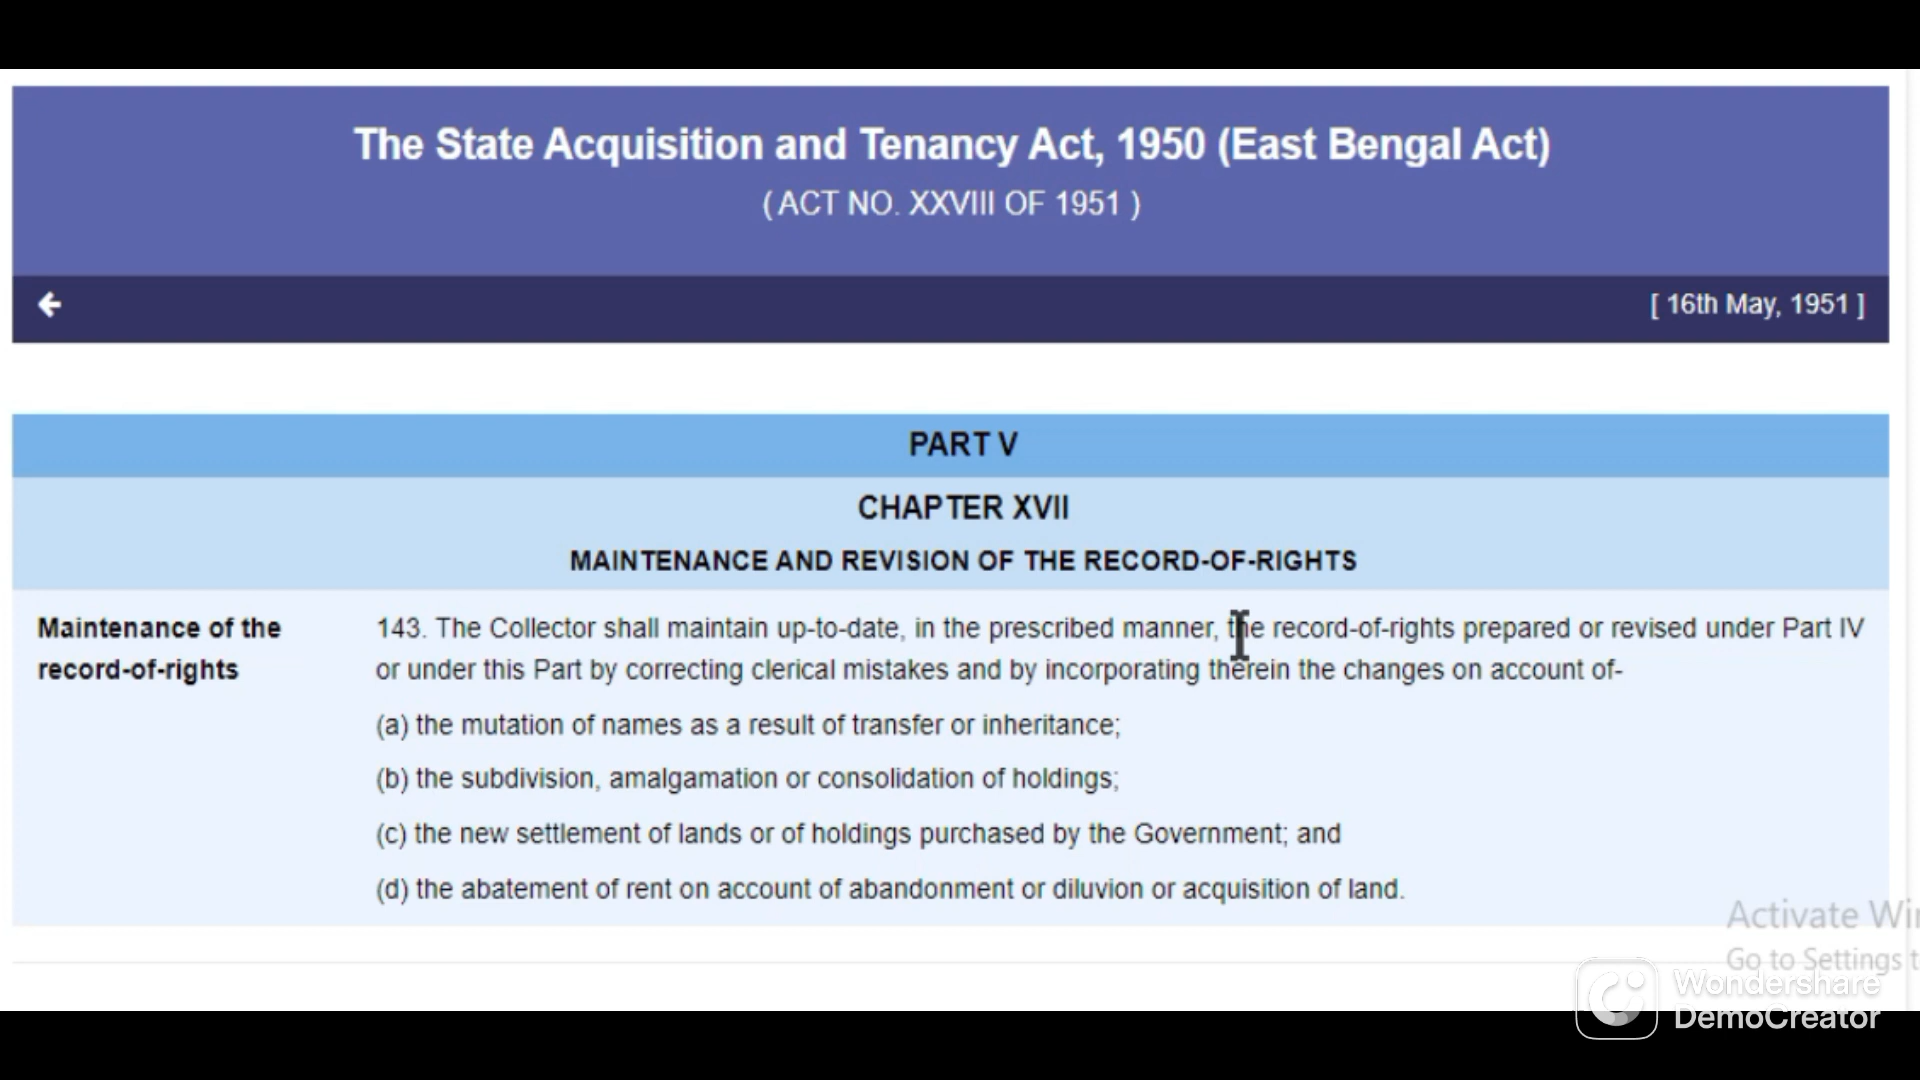 The State Acquisition and Tenancy Act, 1950 (East Bengal Act)
( ACT NO. XXVIII OF 1951 )
[ 16th May, 1951 ]
PART V
CHAPTER XVII
MAINTENANCE AND REVISION OF THE RECORD-OF-RIGHTS
Maintenance of the
record-of-rights
143. The Collector shall maintain up-to-date, in the prescribed manner, the record-of-rights prepared or revised under Part IV
or under this Part by correcting clerical mistakes and by incorporating therein the changes on account of-
(a) the mutation of names as a result of transfer or inheritance;
(b) the subdivision, amalgamation or consolidation of holdings;
(c) the new settlement of lands or of holdings purchased by the Government; and
(d) the abatement of rent on account of abandonment or diluvion or acquisition of land.
Activate
Go to Settings
Wondershare
DemoCreator